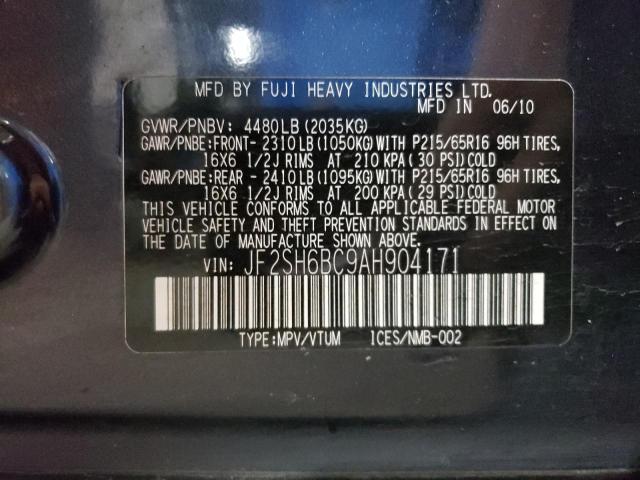 MFD BY FUJI HEAVY INDUSTRIES LTD.
MFD IN 06/10
GVWR/PNBV: 4480LB(2035KG)
GAWR/PNBE:FRONT- 2310LB(1050KG)WITH P215/65R16 96H TIRES,
16X6 1/2J RIMS AT 210 KPA(30 PSI)COLD
GAWR/PNBE:REAR - 2410LB(1095KG)WITH P215/65R16 96H TIRES,
16X6 1/2J RIMS AT 200 KPA(29 PSI)COLD
THIS VEHICLE CONFORMS TO ALL APPLICABLE FEDERAL MOTOR
VEHICLE SAFETY AND THEFT PREVENTION STANDARDS IN EFFECT ON
THE DATE OF MANUFACTURE SHOWN ABOVE.
VIN: JF2SH6BC9AH904171
TYPE:MPV/VTUM ICES/NMB-002